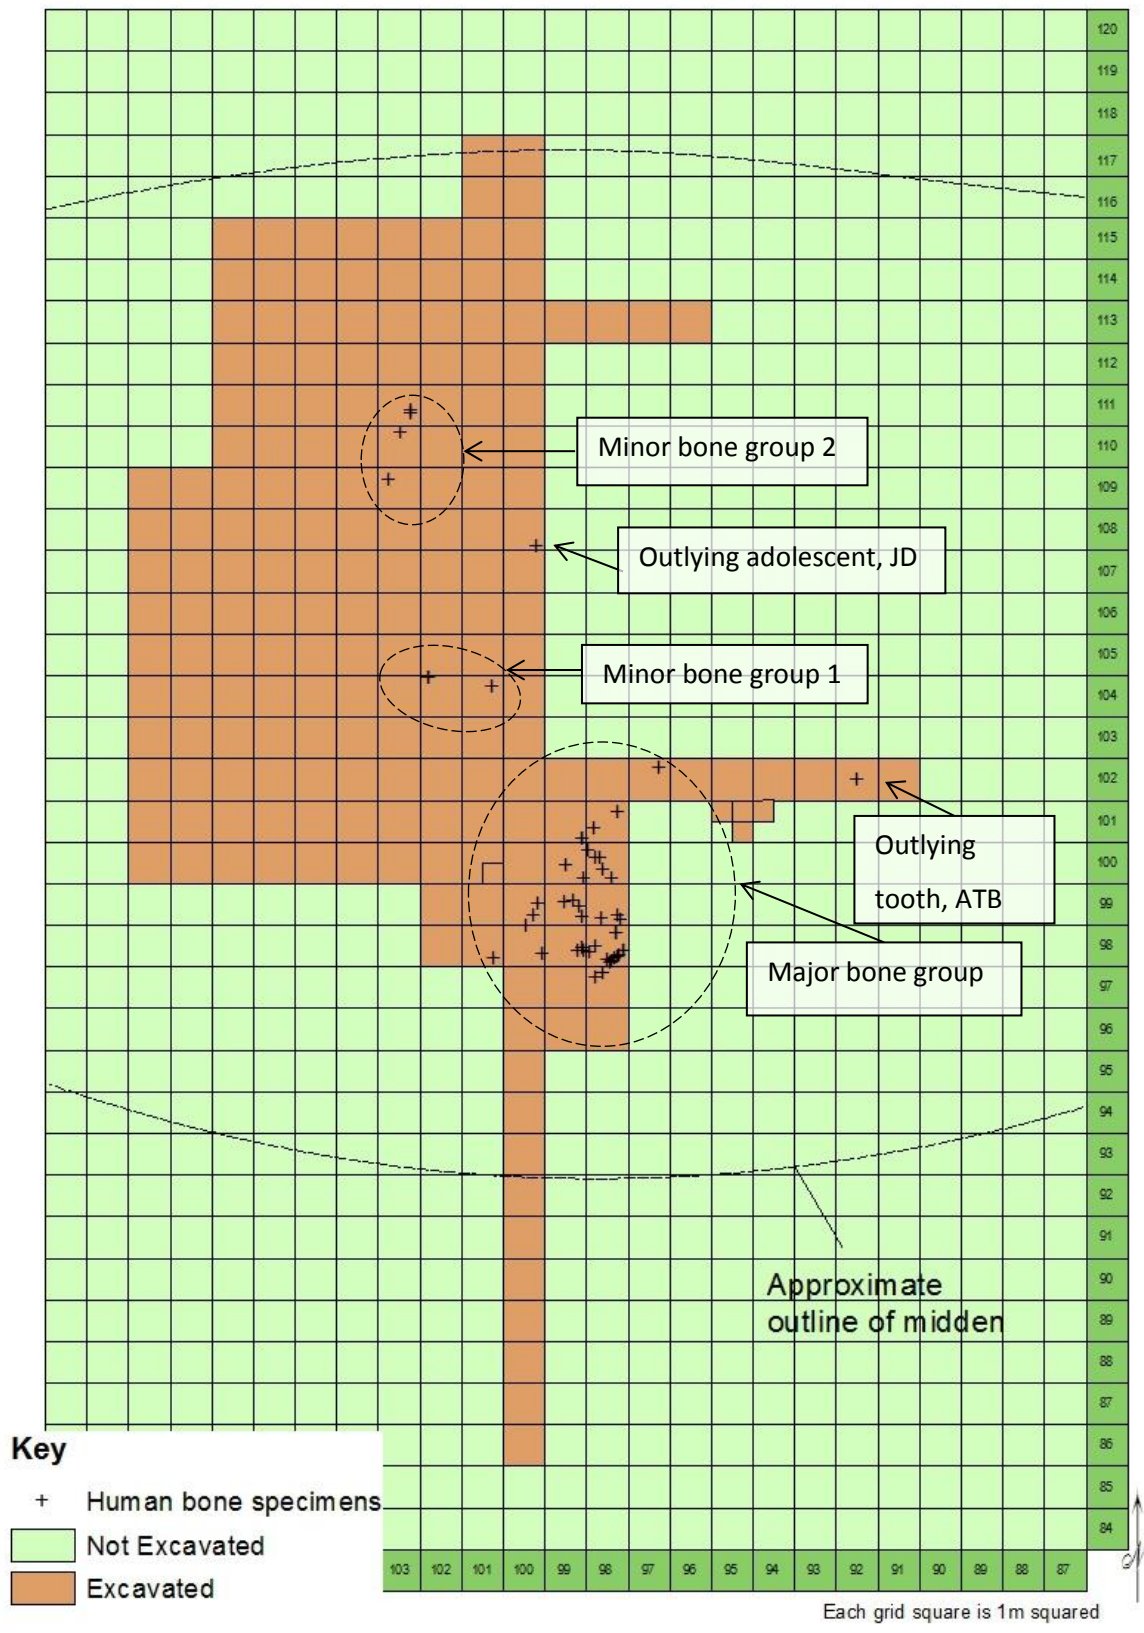 120
119
118
117
116
115
114
113
112
111
Minor bone group 2
110
109
108
Outlying adolescent, JD
107
106
105
Minor bone group 1
104
103
102
101
Outlying
100
tooth, ATB
99
98
Major bone group
97
96
95
94
93
92
91
90
Approximate
outline of midden
89
88
87
86
85
84
Key
Human bone specimens
Not Excavated
Excavated
103 102 101 100 99 98 97 96 95 94 93 92 91 90 89 88 87
N
Each grid square is 1m squared